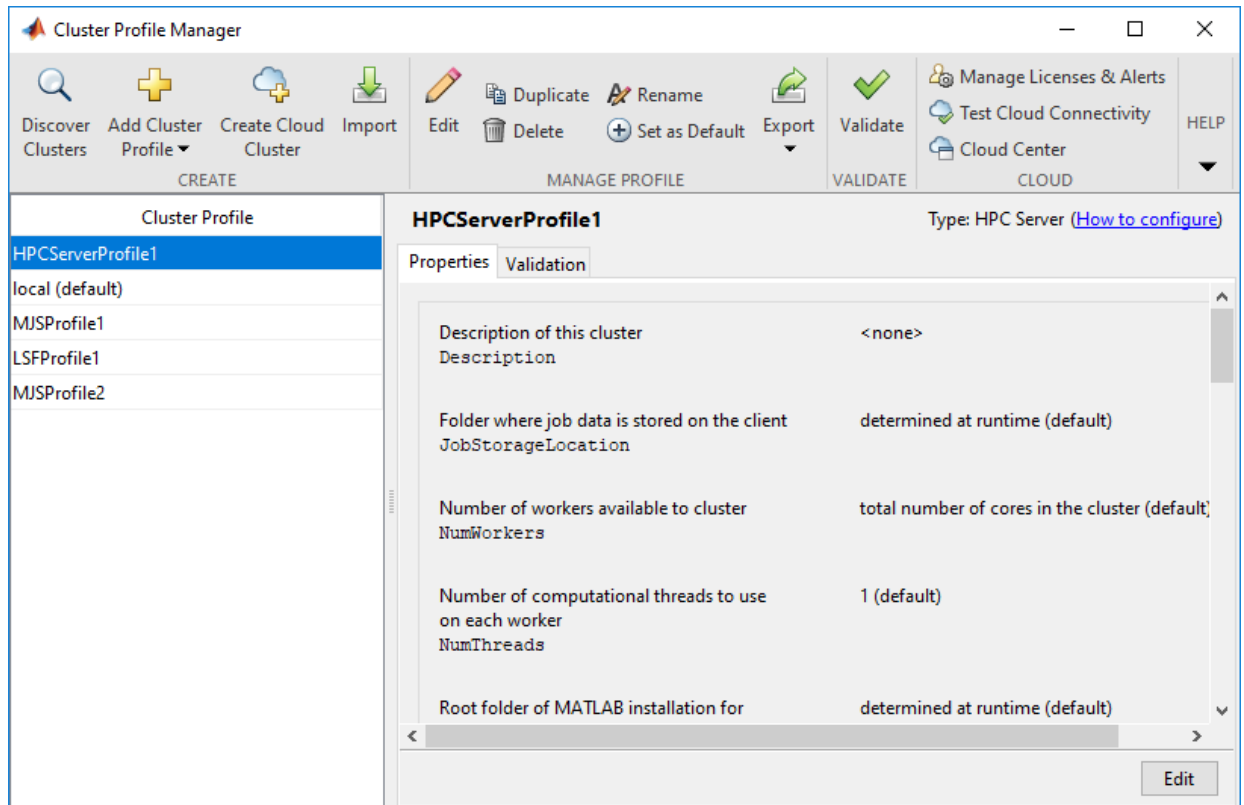 Cluster Profile Manager
Discover Clusters
Add Cluster Profile
Create Cloud Cluster
Import
CREATE
Edit
Duplicate
Delete
Rename
Set as Default
Export
MANAGE PROFILE
Validate
VALIDATE
Manage Licenses & Alerts
Test Cloud Connectivity
Cloud Center
CLOUD
HELP
Cluster Profile
HPCServerProfile1
local (default)
MJSProfile1
LSFProfile1
MJSProfile2
HPCServerProfile1
Type: HPC Server (How to configure)
Properties
Validation
Description of this cluster <none>
Description
Folder where job data is stored on the client determined at runtime (default)
JobStorageLocation
Number of workers available to cluster total number of cores in the cluster (default)
NumWorkers
Number of computational threads to use 1 (default)
on each worker
NumThreads
Root folder of MATLAB installation for determined at runtime (default)
Edit